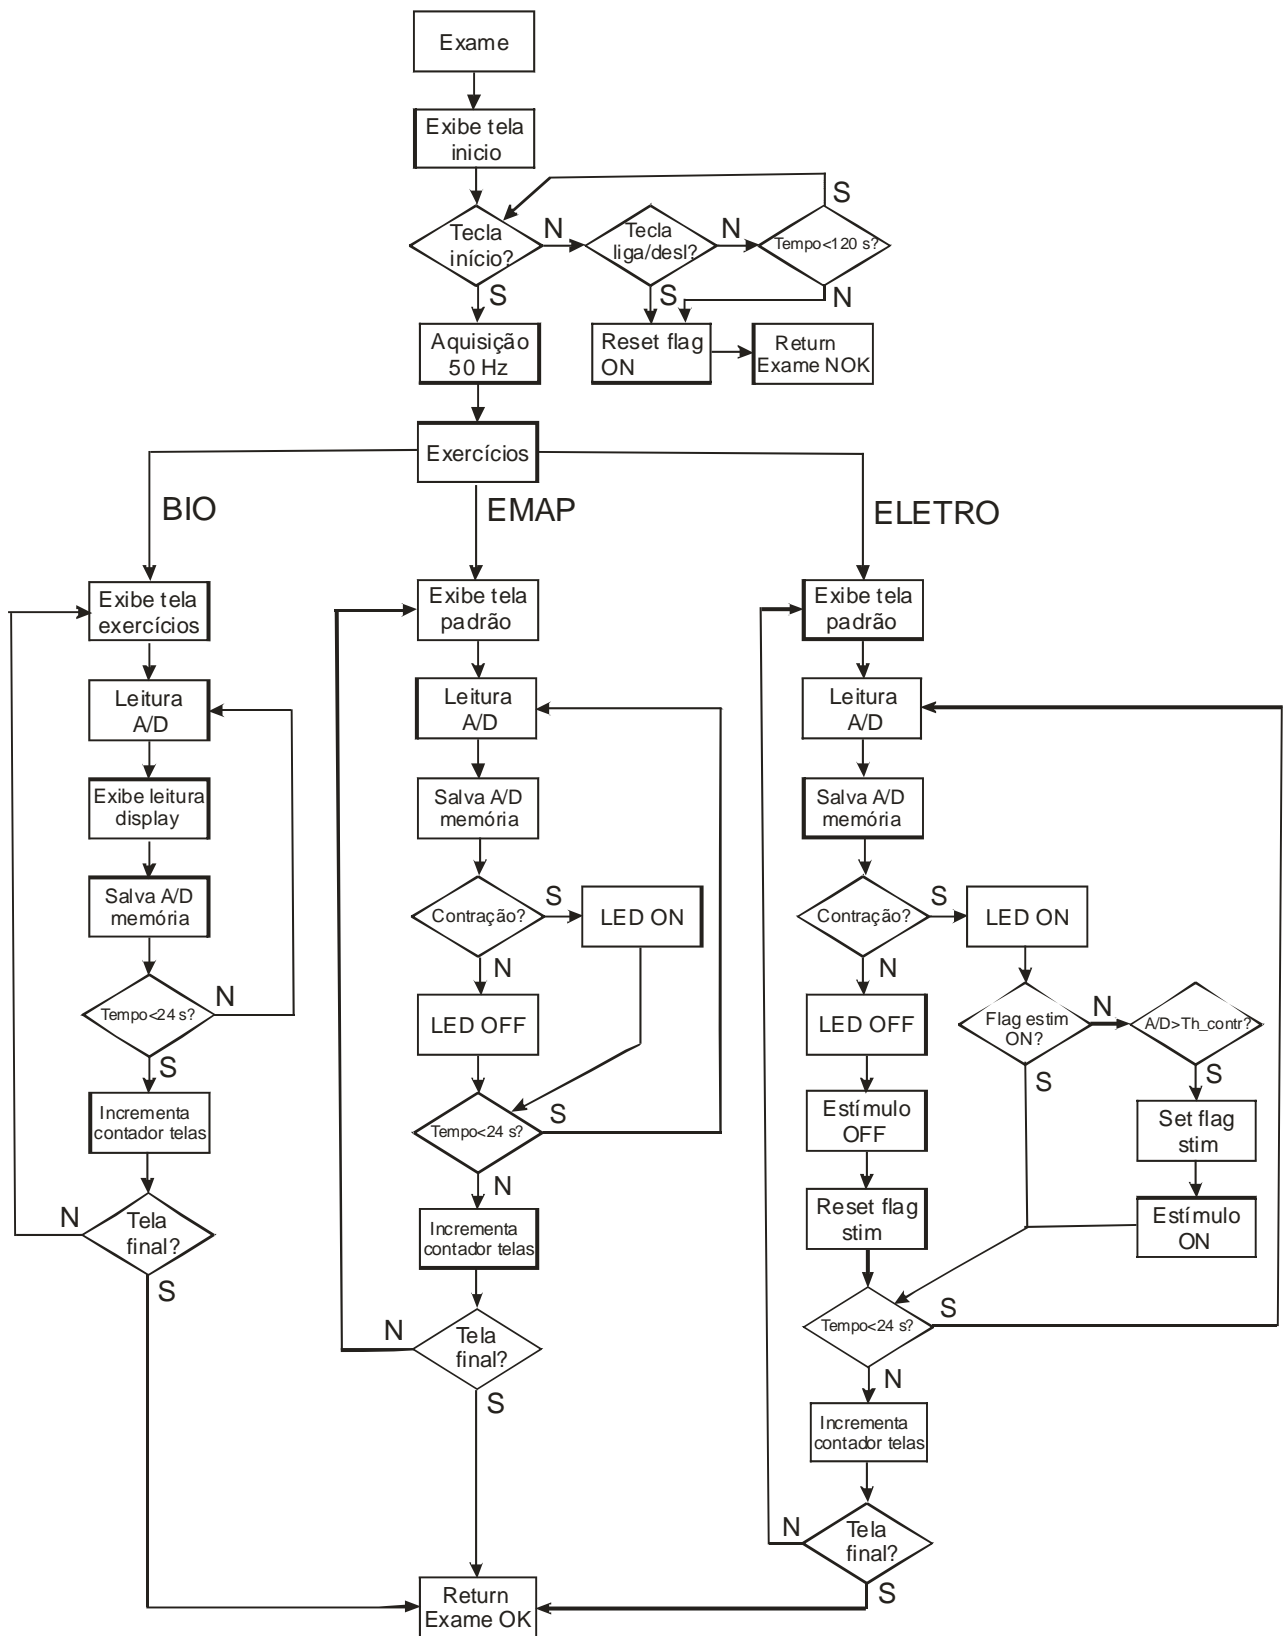 Exame
Exibe tela
inicio
S
Tecla
início?
N
Tecla
liga/desl?
N
Tempo<120 s?
S
S
N
Aquisição
50 Hz
Reset flag
ON
Return
Exame NOK
Exercícios
BIO
EMAP
ELETRO
Exibe tela
exercícios
Leitura
A/D
Exibe leitura
display
Salva A/D
memória
Tempo<24 s?
N
S
Incrementa
contador telas
N
Tela
final?
S
Exibe tela
padrão
Leitura
A/D
Salva A/D
memória
Contração?
S
LED ON
N
LED OFF
Tempo<24 s?
S
N
Incrementa
contador telas
N
Tela
final?
S
Exibe tela
padrão
Leitura
A/D
Salva A/D
memória
Contração?
S
LED ON
N
LED OFF
Flag estim
ON?
N
A/D>Th_contr?
S
S
Estímulo
OFF
Set flag
stim
Reset flag
stim
Estímulo
ON
Tempo<24 s?
S
N
Incrementa
contador telas
N
Tela
final?
S
Return
Exame OK